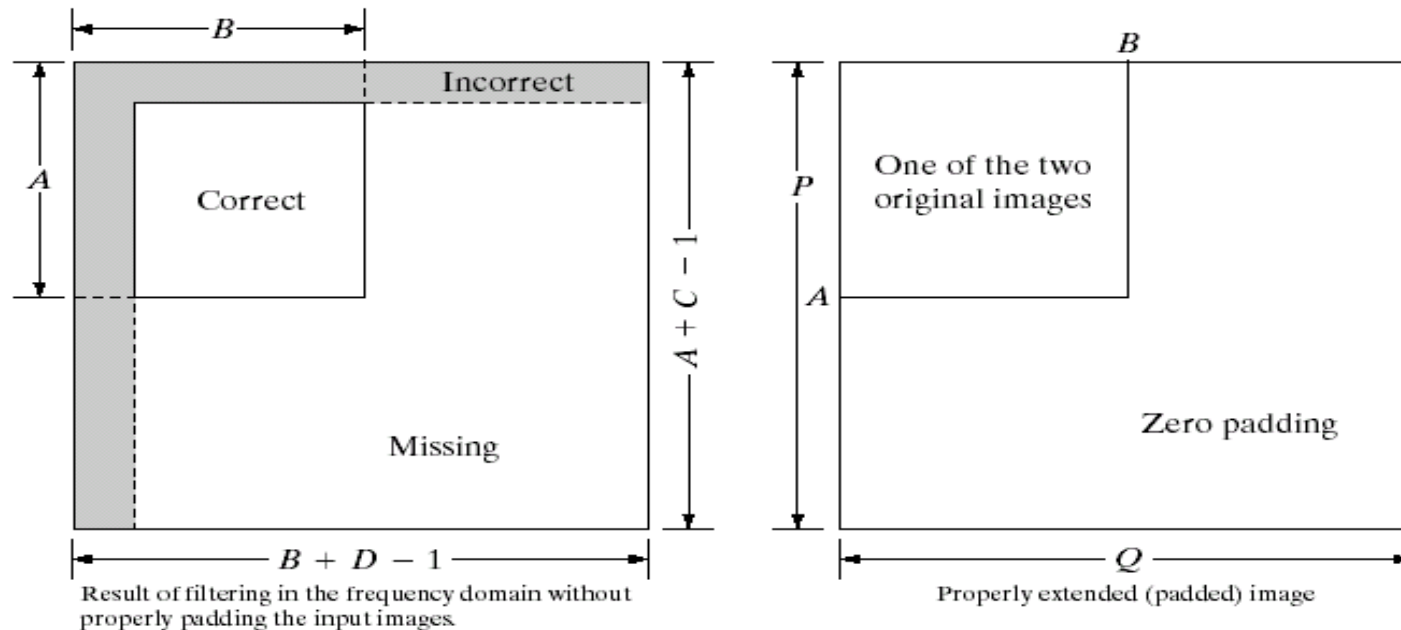 B
Incorrect
A
Correct
Missing
A + C − 1
B + D − 1
Result of filtering in the frequency domain without
properly padding the input images.
B
One of the two
original images
P
A
Zero padding
Q
Properly extended (padded) image